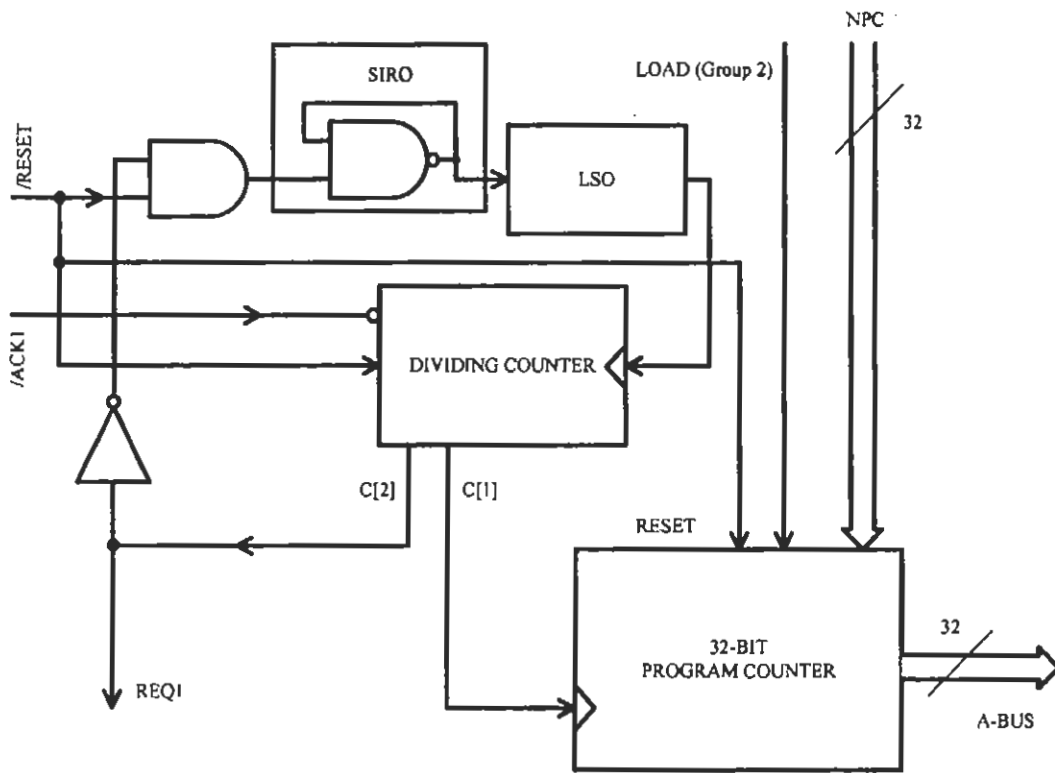 NPC
SIRO
LOAD (Group 2)
32
/RESET
LSO
/ACK1
DIVIDING COUNTER
C[2]
C[1]
RESET
32-BIT
PROGRAM COUNTER
32
REQ1
A-BUS